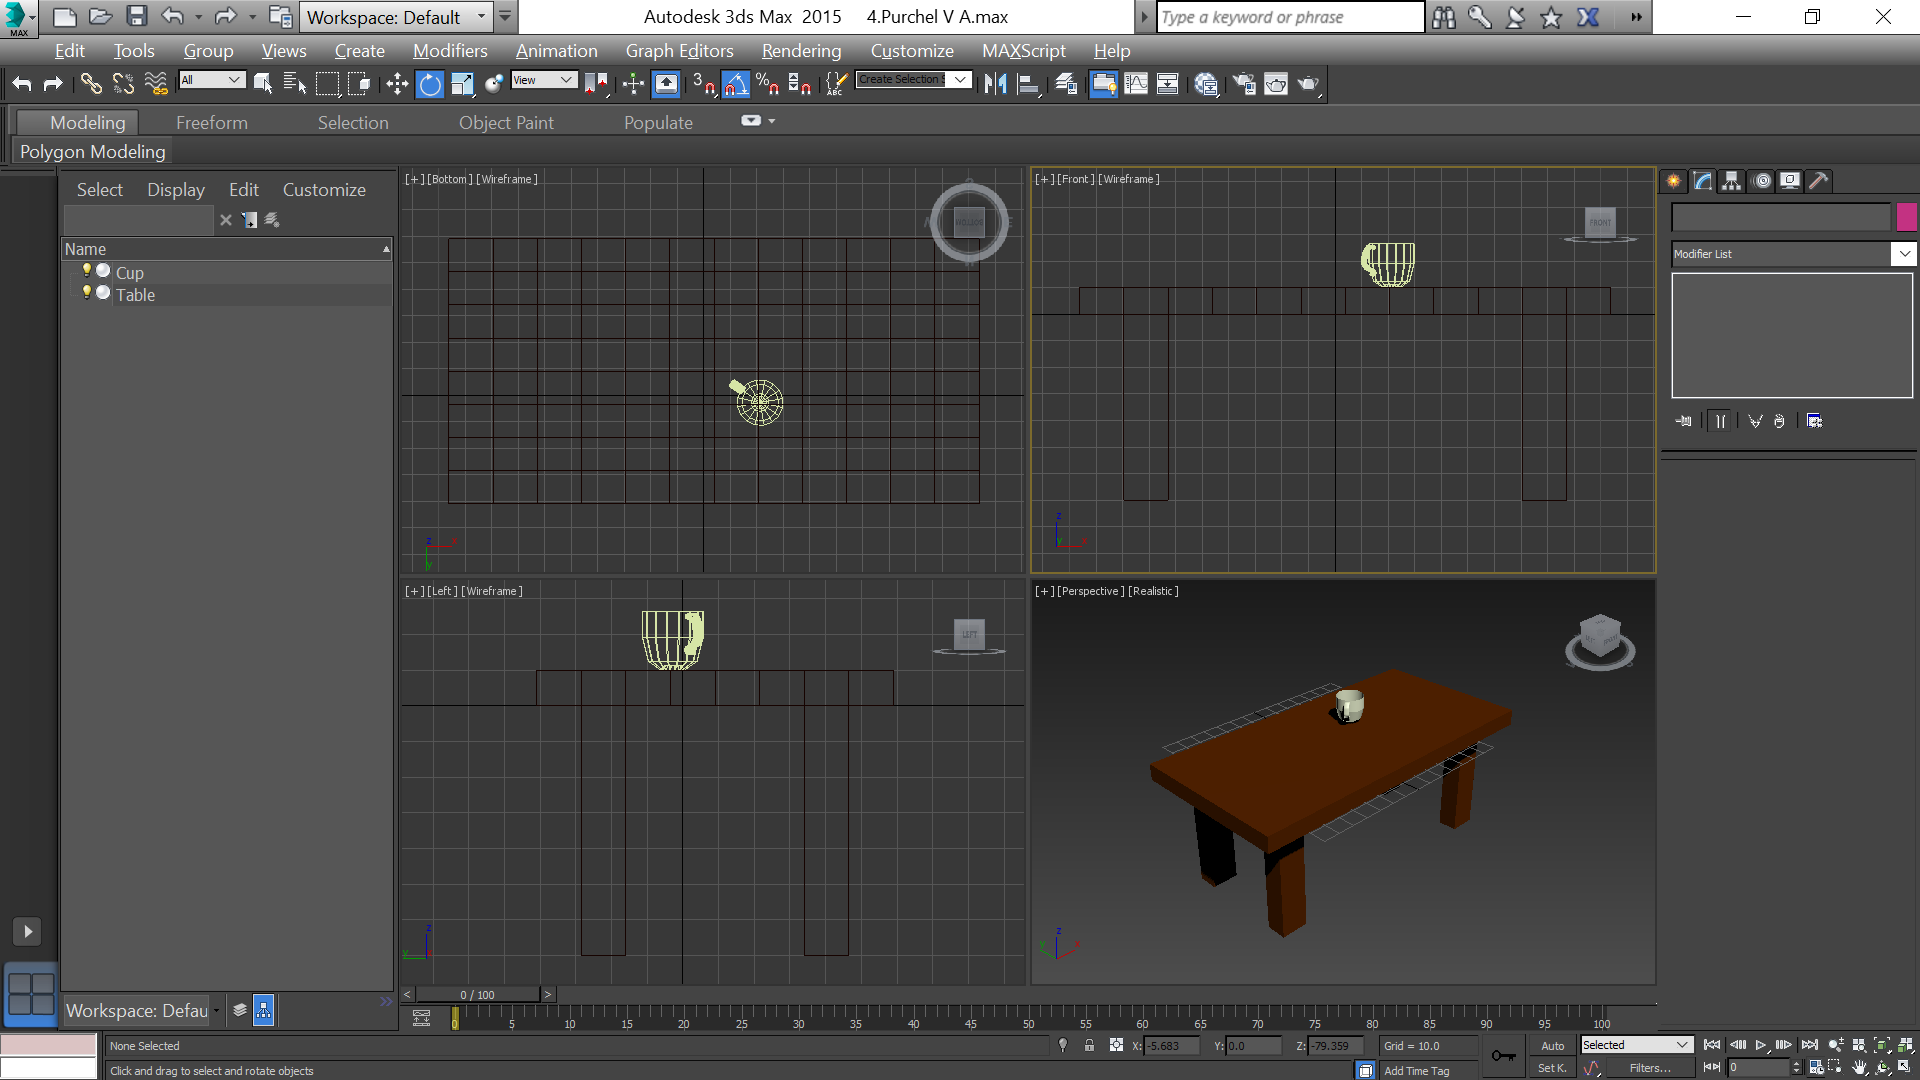 Workspace: Default
Autodesk 3ds Max 2015 4.Purchel V A.max
Type a keyword or phrase
MAX
Edit Tools Group Views Create Modifiers Animation Graph Editors Rendering Customize MAXScript Help
All
View
3
%
ABC
Create Selection S
Modeling Freeform Selection Object Paint Populate
Polygon Modeling
Select Display Edit Customize
Name
Cup
Table
[+][Bottom][Wireframe]
[+][Front][Wireframe]
FRONT
Modifier List
z
x
y
z
x
y
[+][Left][Wireframe]
LEFT
[+][Perspective][Realistic]
z
y
z
y
x
< 0 / 100 >
Workspace: Defau
0 5 10 15 20 25 30 35 40 45 50 55 60 65 70 75 80 85 90 95 100
None Selected
X: -5.683 Y: 0.0 Z: -79.359 Grid = 10.0
Auto Selected
Click and drag to select and rotate objects
Add Time Tag
Set K. Filters... 0